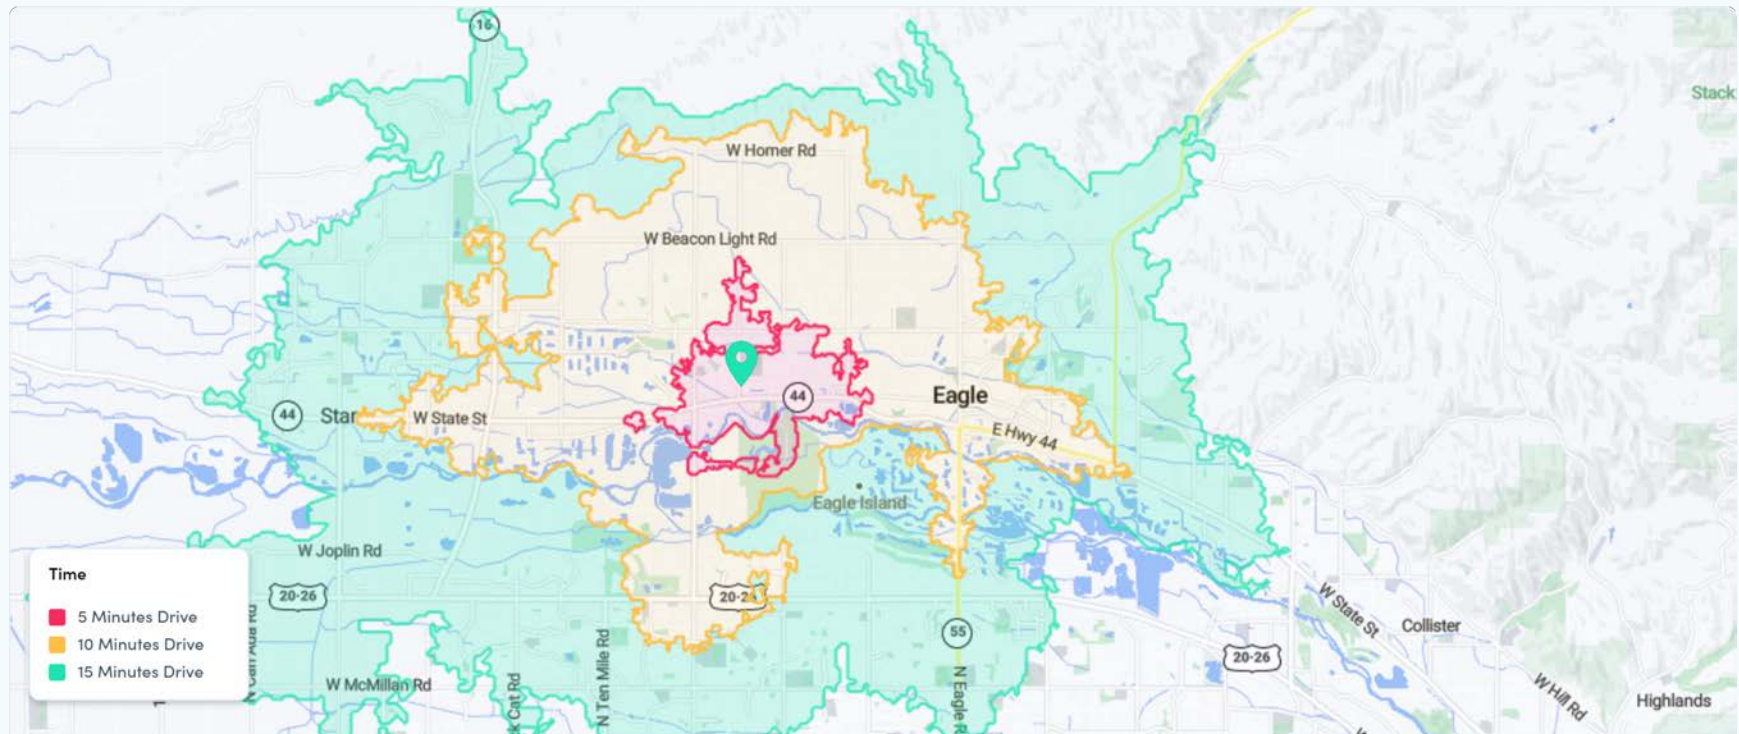 16
Stack
W Homer Rd
W Beacon Light Rd
44
Eagle
44
Star
W State St
E Hwy 44
Eagle Island
W Joplin Rd
Time
5 Minutes Drive
10 Minutes Drive
15 Minutes Drive
20-26
W State St
Collister
55
20-26
W McMillan Rd
N Ten Mile Rd
Cat Rd
N Eagle R
W Hill Rd
Highlands